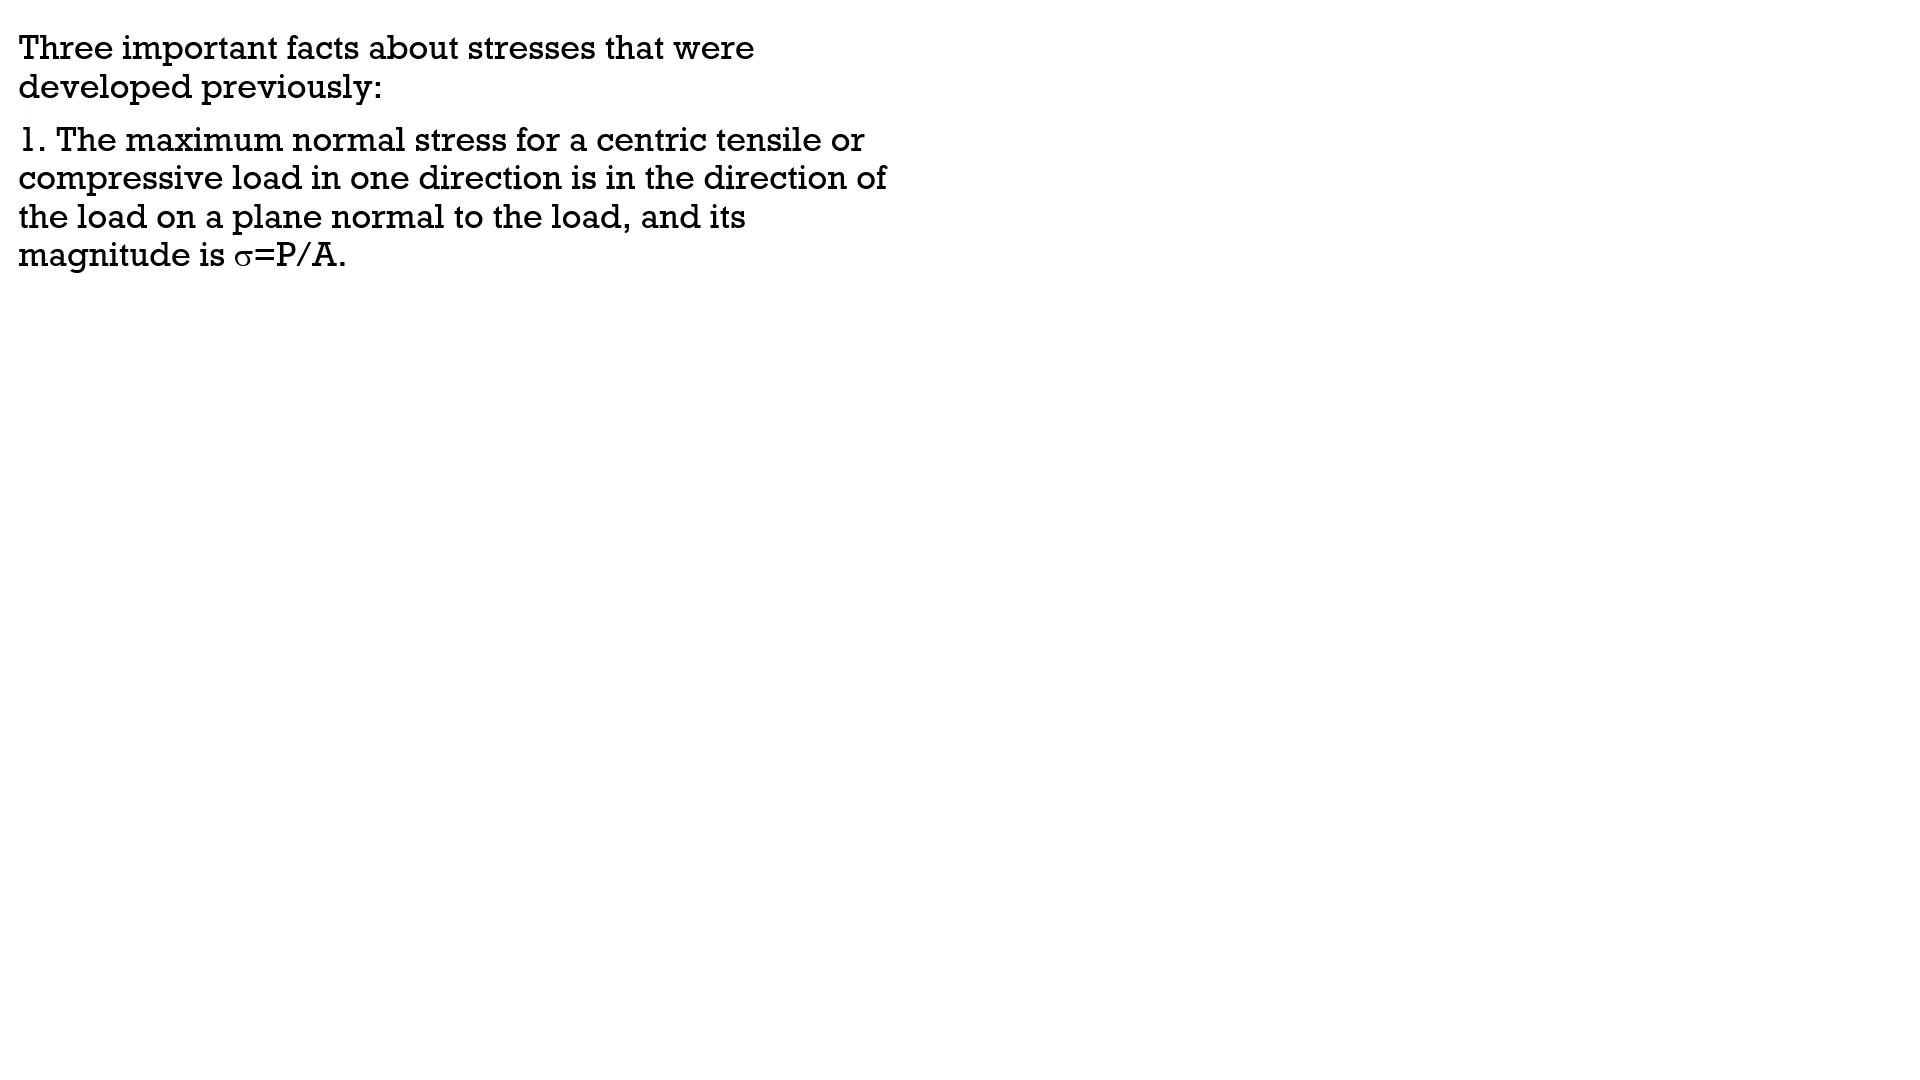 Three important facts about stresses that were
developed previously:
1. The maximum normal stress for a centric tensile or
compressive load in one direction is in the direction of
the load on a plane normal to the load, and its
magnitude is σ=P/A.